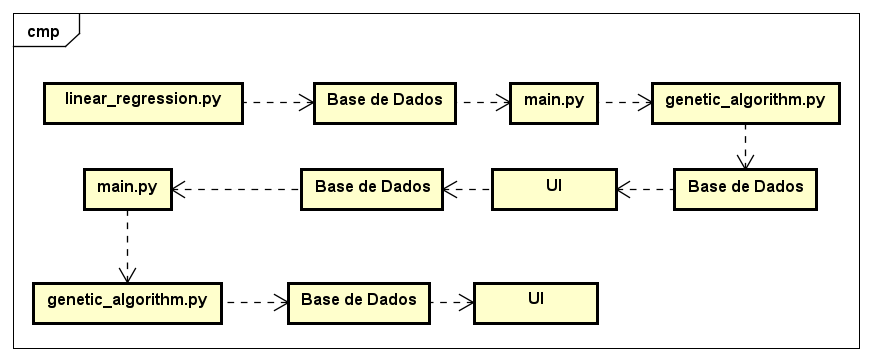 cmp
linear_regression.py
Base de Dados
main.py
genetic_algorithm.py
main.py
Base de Dados
UI
Base de Dados
genetic_algorithm.py
Base de Dados
UI